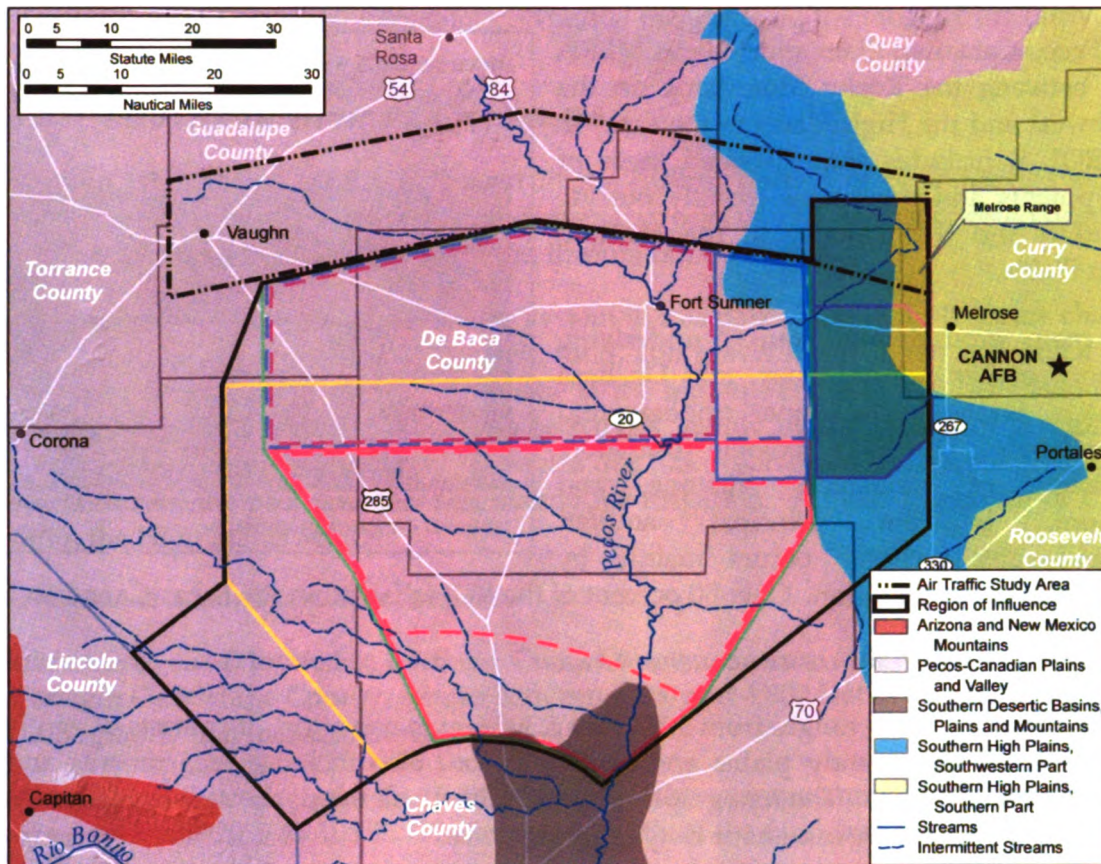 0 5 10 20 30
Statute Miles
0 5 10 20 30
Nautical Miles
Santa
Rosa
54
84
Quay
County
Guadalupe
County
Vaughn
Melrose Range
Torrance
County
Curry
County
Fort Sumner
Melrose
De Baca
County
CANNON
AFB
20
Corona
267
Portales
285
Pecos River
Roosevelt
County
330
Lincoln
County
70
Capitan
Chaves
County
Rio Bonito
Air Traffic Study Area
Region of Influence
Arizona and New Mexico
Mountains
Pecos-Canadian Plains
and Valley
Southern Desertic Basins,
Plains and Mountains
Southern High Plains,
Southwestern Part
Southern High Plains,
Southern Part
Streams
Intermittent Streams